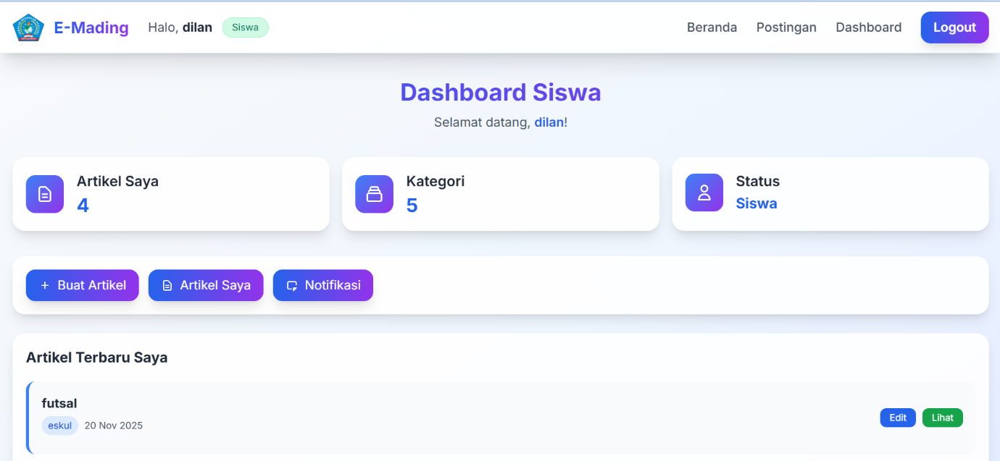 E-Mading Halo, dilan Siswa Beranda Postingan Dashboard Logout
Dashboard Siswa
Selamat datang, dilan!
Artikel Saya
4
Kategori
5
Status
Siswa
+ Buat Artikel Artikel Saya Notifikasi
Artikel Terbaru Saya
futsal
eskul 20 Nov 2025
Edit Lihat